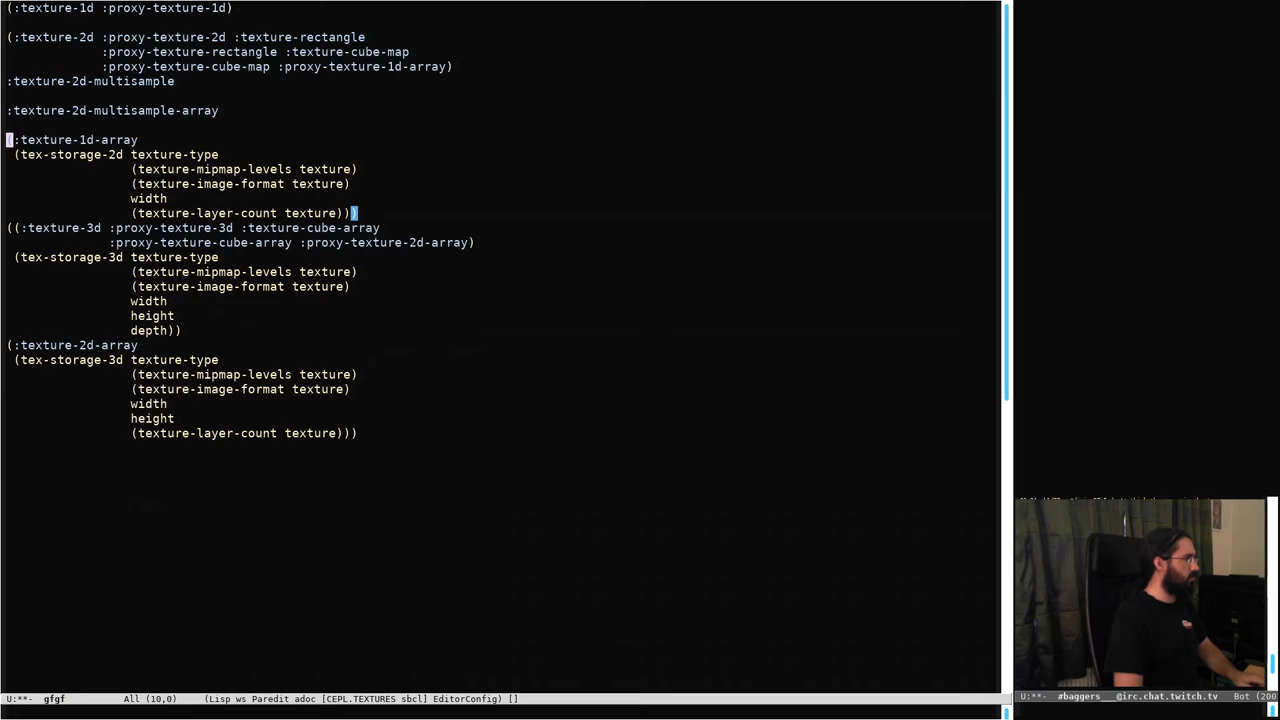 (:texture-1d :proxy-texture-1d)
(:texture-2d :proxy-texture-2d :texture-rectangle
:proxy-texture-rectangle :texture-cube-map
:proxy-texture-cube-map :proxy-texture-1d-array)
:texture-2d-multisample
:texture-2d-multisample-array
(:texture-1d-array
(tex-storage-2d texture-type
(texture-mipmap-levels texture)
(texture-image-format texture)
width
(texture-layer-count texture)))
((:texture-3d :proxy-texture-3d :texture-cube-array
:proxy-texture-cube-array :proxy-texture-2d-array)
(tex-storage-3d texture-type
(texture-mipmap-levels texture)
(texture-image-format texture)
width
height
depth))
(:texture-2d-array
(tex-storage-3d texture-type
(texture-mipmap-levels texture)
(texture-image-format texture)
width
height
(texture-layer-count texture)))
U:**- gfgf All (10,0) (Lisp ws Paredit adoc [CEPL.TEXTURES sbcl] EditorConfig) []
U:**- #baggers___@irc.chat.twitch.tv Bot (200